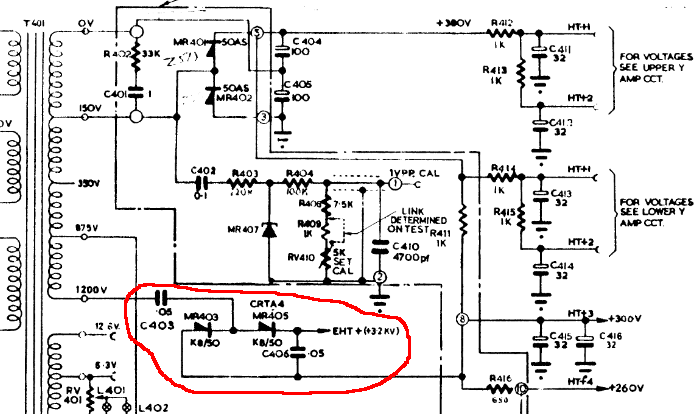 T401
0V
150V
350V
875V
1200V
12.6V
6.3V
0V
R402
33K
C401
.1
MR401
50AS
50AS
MR402
5
3
C404
100
C405
100
+380V
R412
1K
R413
1K
HT+1
C411
32
HT+2
C412
32
FOR VOLTAGES
SEE UPPER Y
AMP CCT.
C402
0·1
R403
220K
R404
100K
MR407
1VPP CAL
1
C
R408
7·5K
R409
1K
RV410
5K
SET
CAL
LINK
DETERMINED
ON TEST
C410
4700pf
2
R411
1K
R414
1K
R415
1K
HT+1
C413
32
HT+2
C414
32
FOR VOLTAGES
SEE LOWER Y
AMP CCT.
C403
.05
MR403
K8/50
CRTA4
MR405
K8/50
C406
.05
EHT+(+3·2KV)
8
HT+3
+300V
C415
32
C416
32
R416
680
10
HT+4
+260V
RV
401
L401
L402